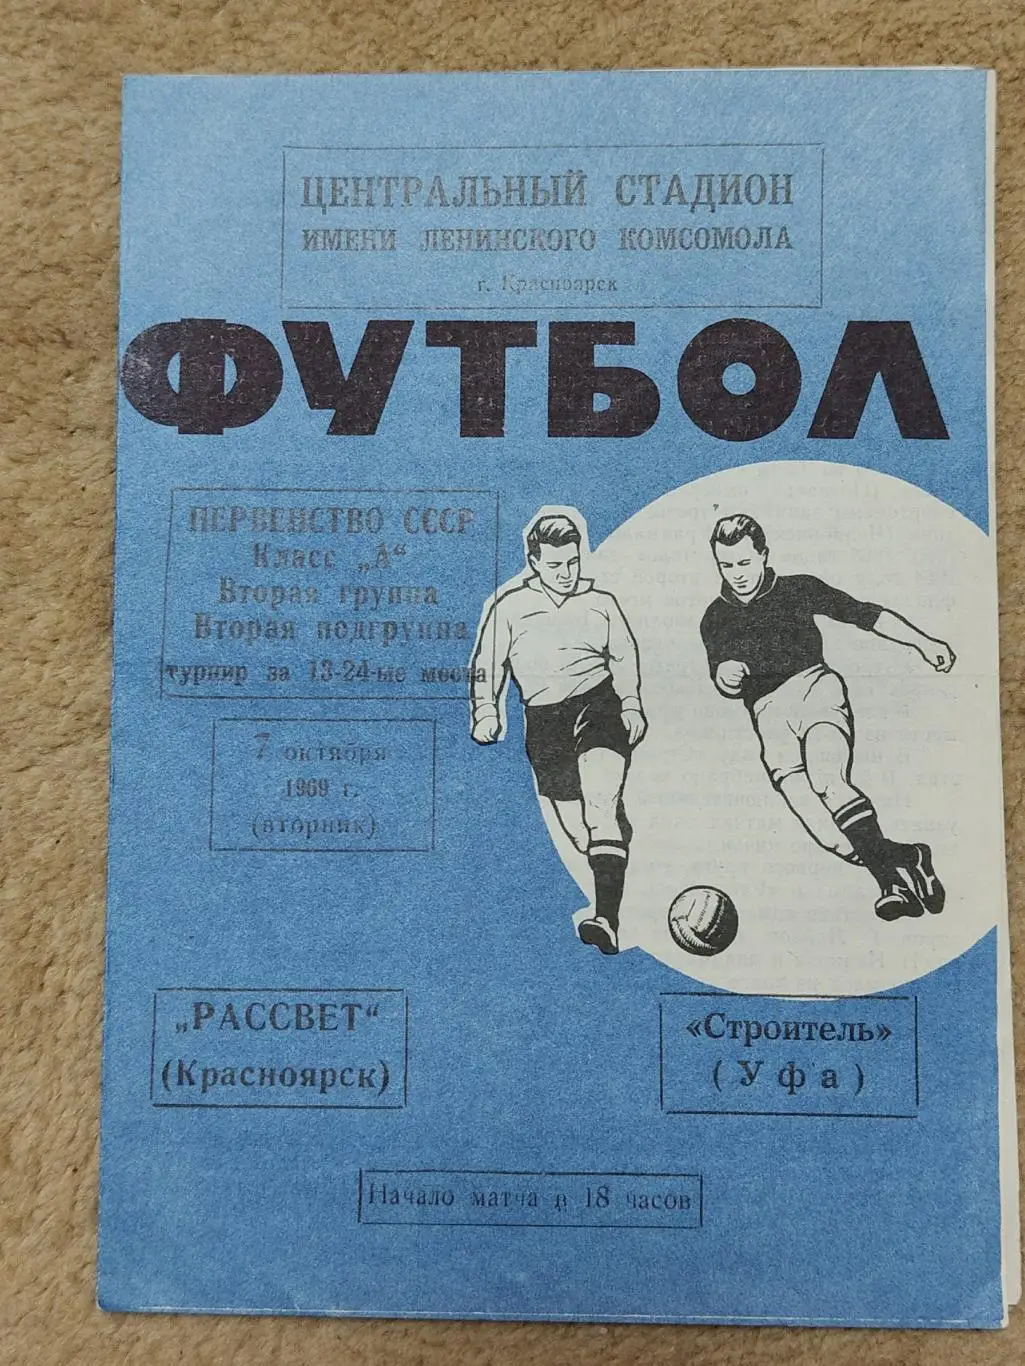 ЦЕНТРАЛЬНЫЙ СТАДИОН
ИМЕНИ ЛЕНИНСКОГО КОМСОМОЛА
г. Красноярск
ФУТБОЛ
ПЕРВЕНСТВО СССР
Класс „А“
Вторая группа
Вторая подгруппа
турнир за 13-24-ые места
7 октября
1969 г.
(вторник)
„РАССВЕТ“
(Красноярск)
«Строитель»
(Уфа)
Начало матча в 18 часов